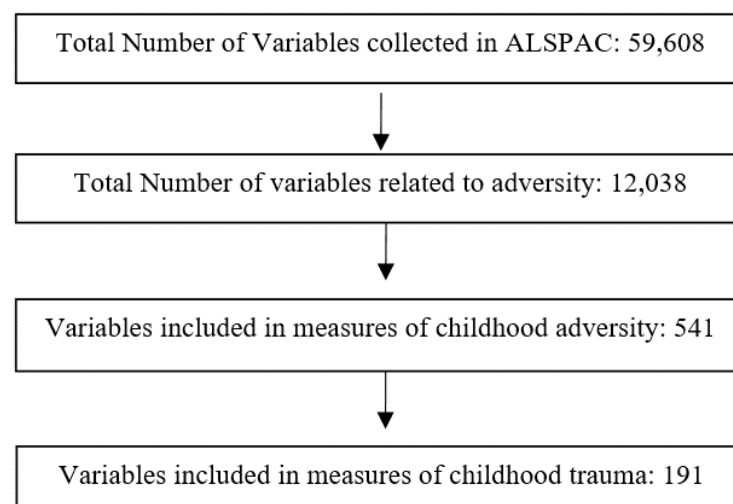 Total Number of Variables collected in ALSPAC: 59,608
Total Number of variables related to adversity: 12,038
Variables included in measures of childhood adversity: 541
Variables included in measures of childhood trauma: 191